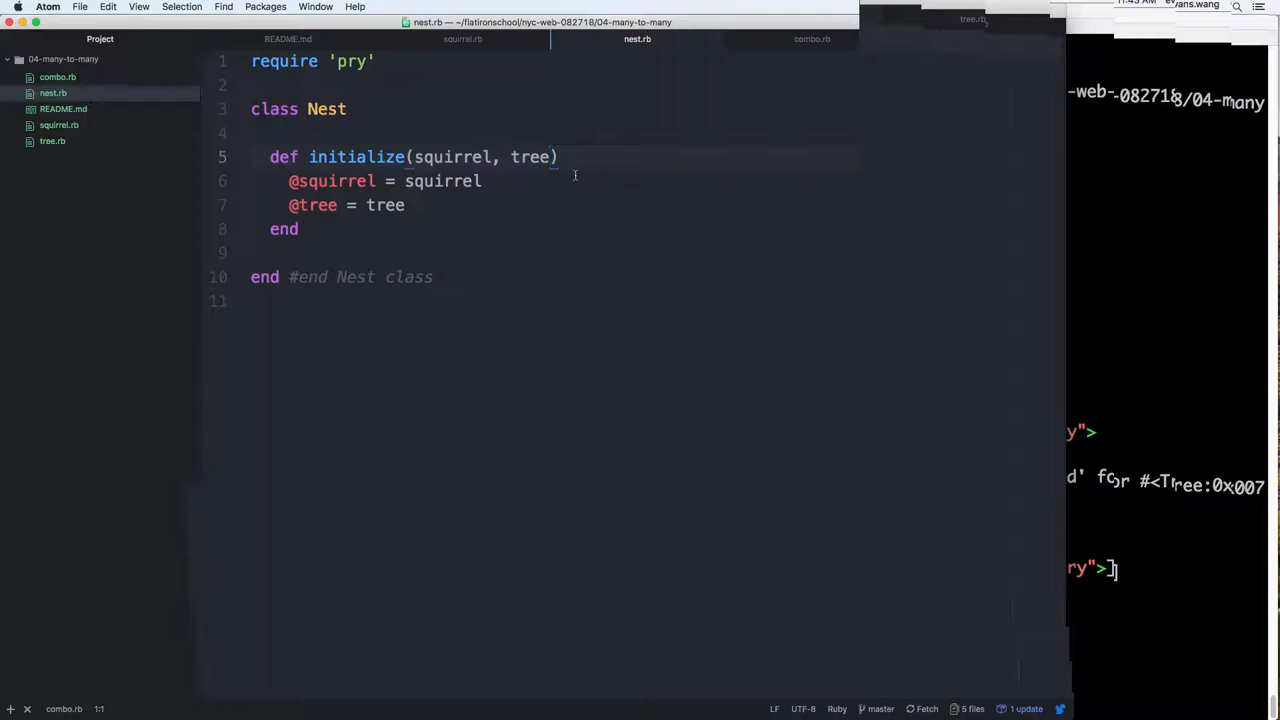 Atom File Edit View Selection Find Packages Window Help
evans.wang
nest.rb — ~/flatironschool/nyc-web-082718/04-many-to-many
tree.rb
Project
README.md
squirrel.rb
nest.rb
combo.rb
04-many-to-many
combo.rb
nest.rb
README.md
squirrel.rb
tree.rb
1 require 'pry'
2
3 class Nest
4
5 def initialize(squirrel, tree)
6 @squirrel = squirrel
7 @tree = tree
8 end
9
10 end #end Nest class
11
-web-082718/04-many
y">
d' for #<Tree:0x007
ry">
combo.rb 1:1
LF UTF-8 Ruby master Fetch 5 files 1 update